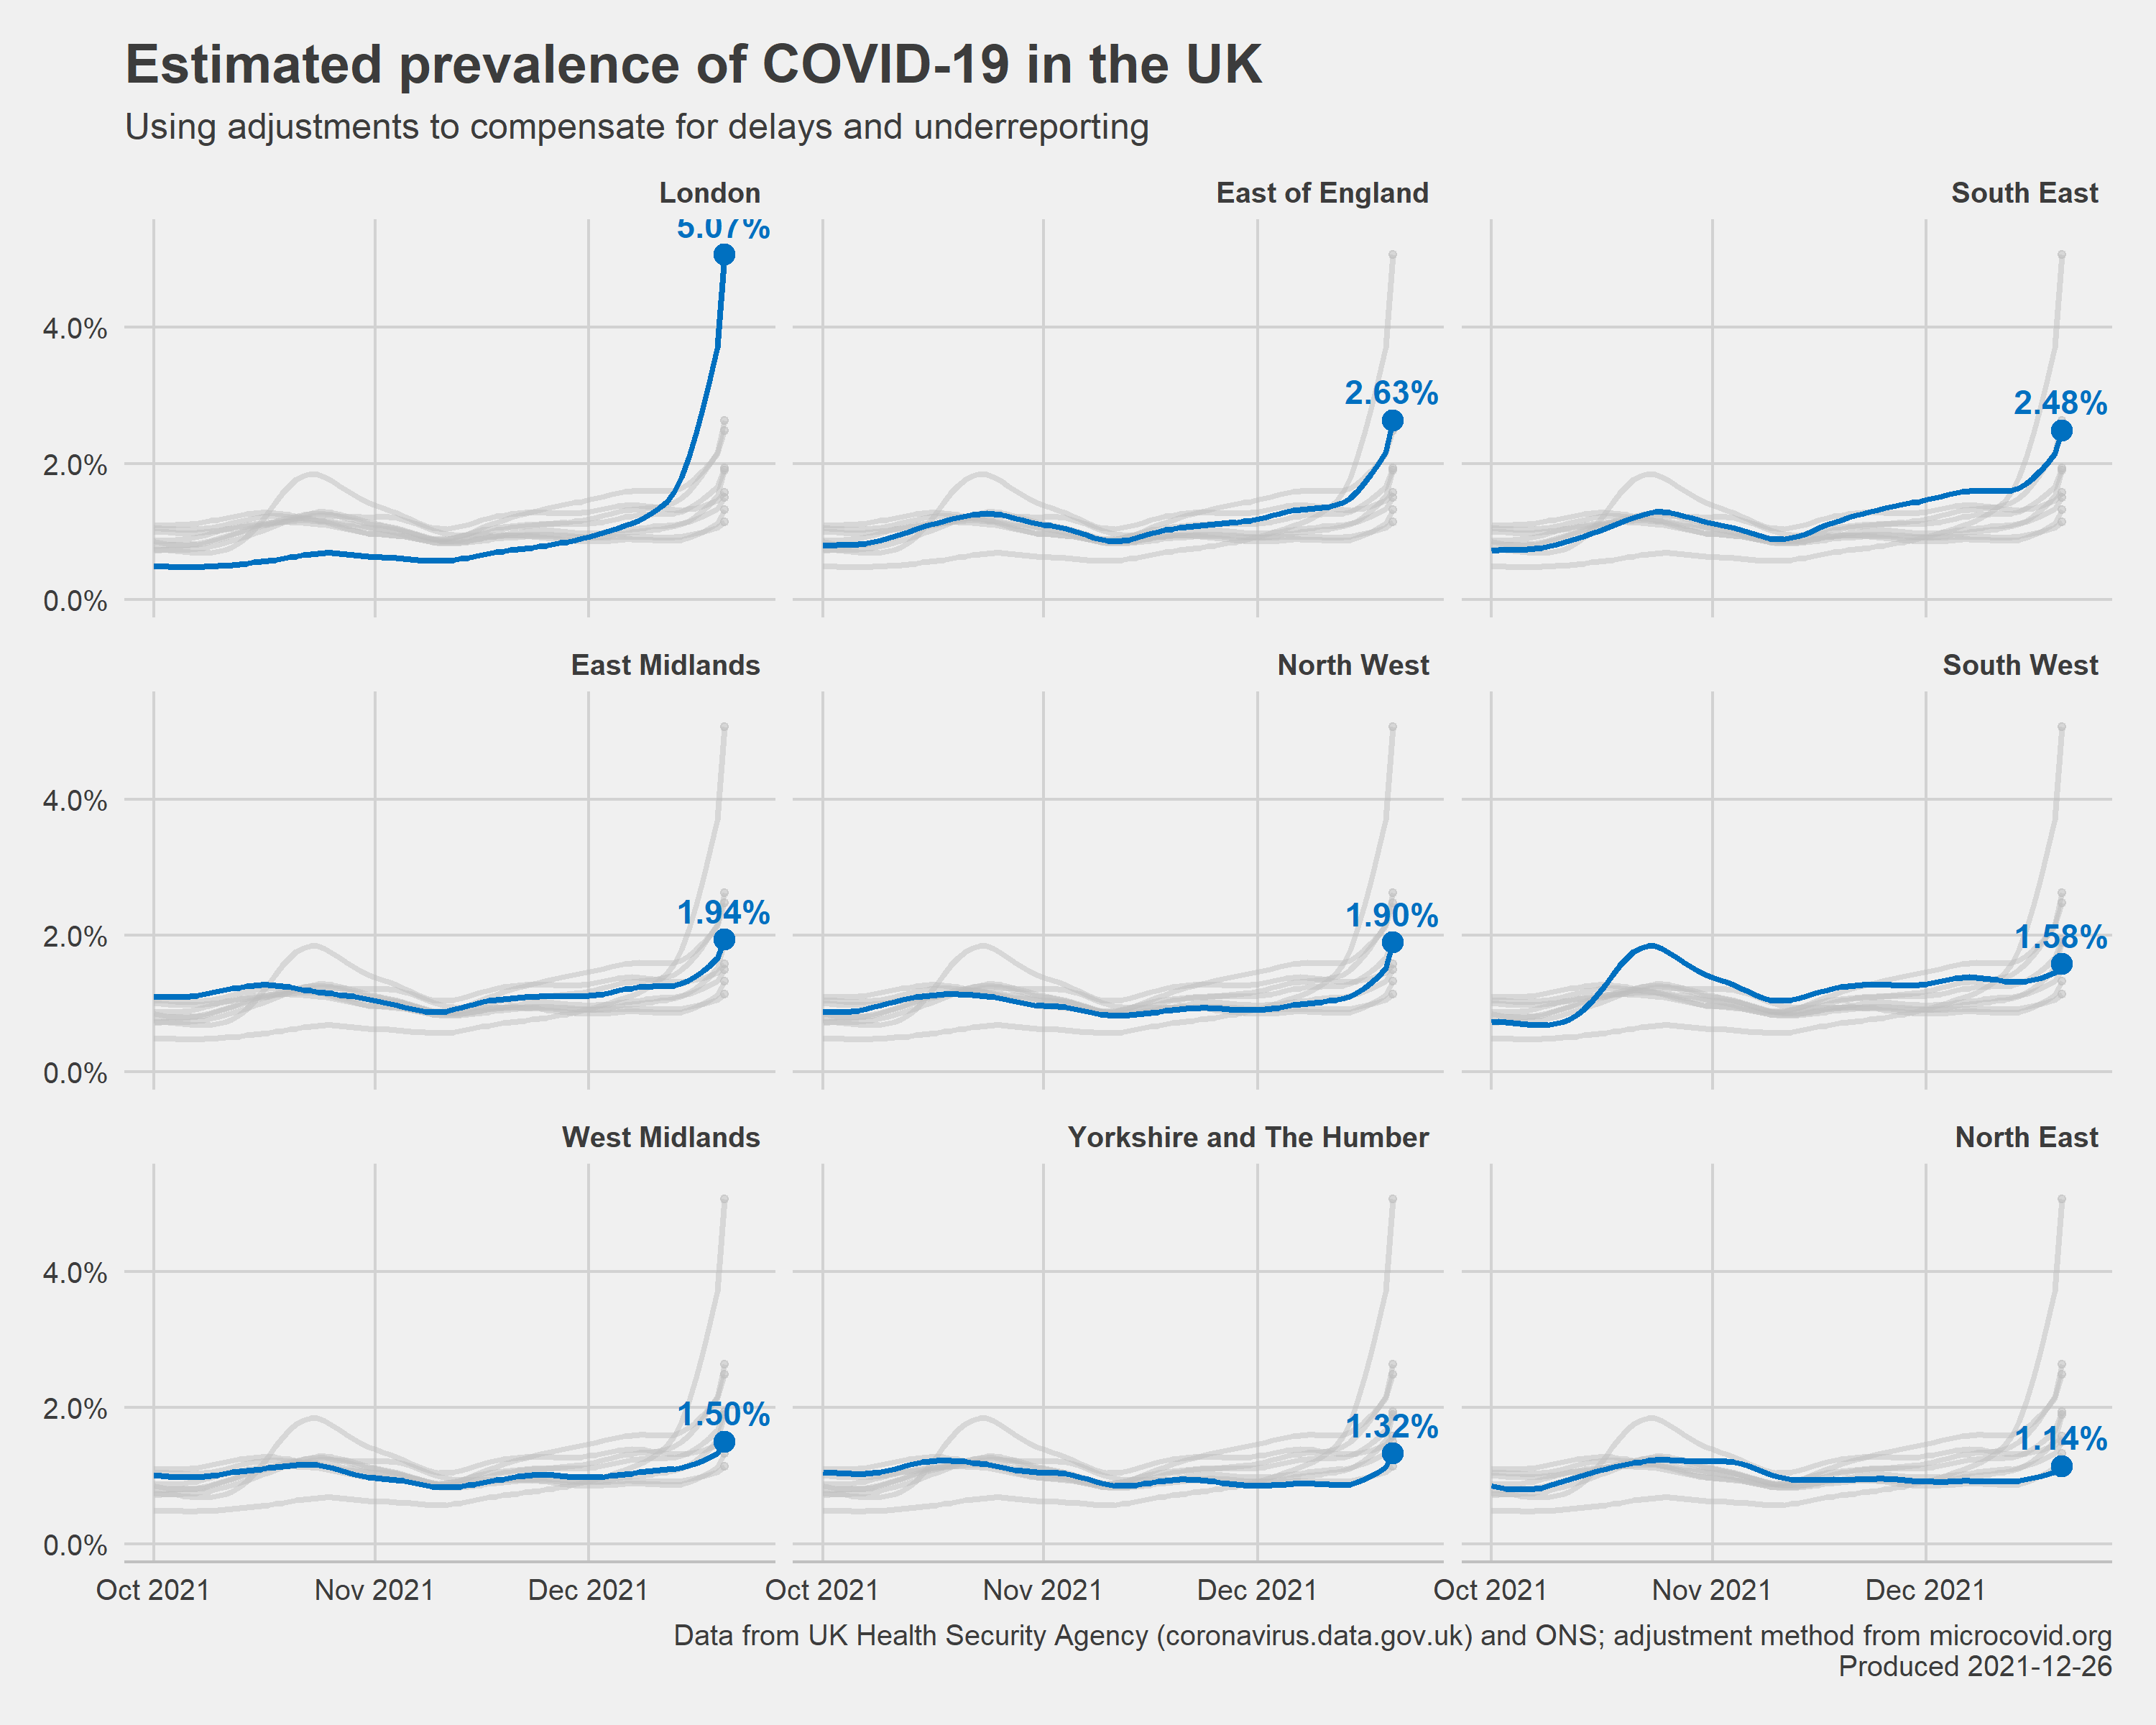 Estimated prevalence of COVID-19 in the UK
Using adjustments to compensate for delays and underreporting
London
East of England
South East
5.07%
4.0%
2.63%
2.48%
2.0%
0.0%
East Midlands
North West
South West
4.0%
1.94%
1.90%
1.58%
2.0%
0.0%
West Midlands
Yorkshire and The Humber
North East
4.0%
2.0%
1.50%
1.32%
1.14%
0.0%
Oct 2021
Nov 2021
Dec 2021
Oct 2021
Nov 2021
Dec 2021
Oct 2021
Nov 2021
Dec 2021
Data from UK Health Security Agency (coronavirus.data.gov.uk) and ONS; adjustment method from microcovid.org
Produced 2021-12-26